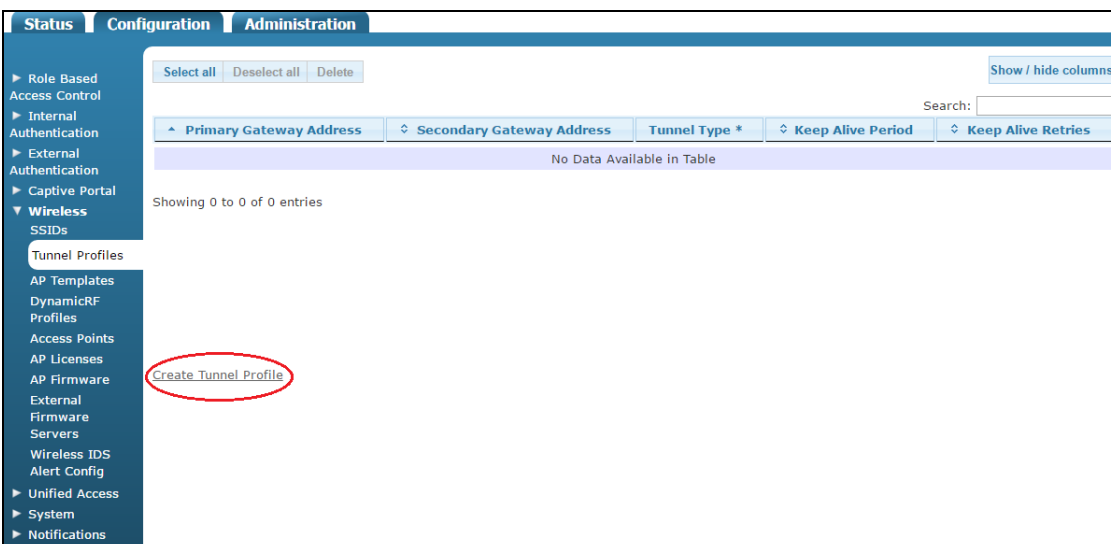 Status Configuration Administration
Role Based
Access Control
Internal
Authentication
External
Authentication
Captive Portal
Wireless
SSIDs
Tunnel Profiles
AP Templates
DynamicRF
Profiles
Access Points
AP Licenses
AP Firmware
External
Firmware
Servers
Wireless IDS
Alert Config
Unified Access
System
Notifications
Select all Deselect all Delete
Show / hide columns
Search:
Primary Gateway Address Secondary Gateway Address Tunnel Type * Keep Alive Period Keep Alive Retries
No Data Available in Table
Showing 0 to 0 of 0 entries
Create Tunnel Profile